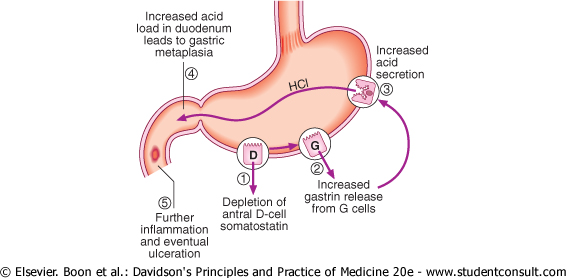 Increased acid
load in duodenum
leads to gastric
metaplasia
④
HCl
Increased
acid
secretion
③
D
G
①
②
Depletion of
antral D-cell
somatostatin
Increased
gastrin release
from G cells
⑤
Further
inflammation
and eventual
ulceration
© Elsevier. Boon et al.: Davidson's Principles and Practice of Medicine 20e - www.studentconsult.com